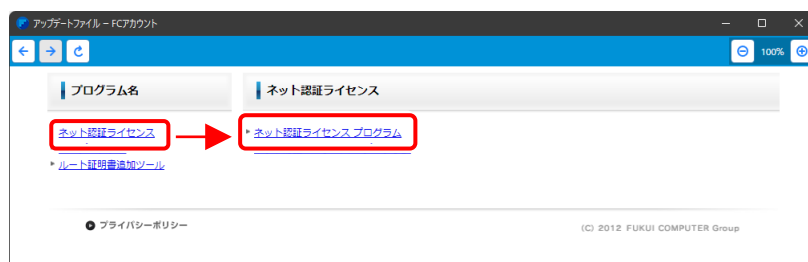 アップデートファイル − FCアカウント
100%
プログラム名
ネット認証ライセンス
ネット認証ライセンス
ネット認証ライセンス プログラム
ルート証明書追加ツール
プライバシーポリシー
(C) 2012 FUKUI COMPUTER Group